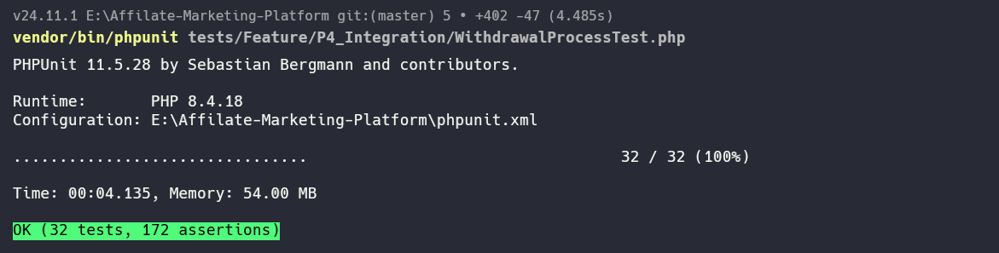 v24.11.1 E:\Affilate-Marketing-Platform git:(master) 5 • +402 -47 (4.485s)
vendor/bin/phpunit tests/Feature/P4_Integration/WithdrawalProcessTest.php
PHPUnit 11.5.28 by Sebastian Bergmann and contributors.
Runtime:       PHP 8.4.18
Configuration: E:\Affilate-Marketing-Platform\phpunit.xml
................................                                  32 / 32 (100%)
Time: 00:04.135, Memory: 54.00 MB
OK (32 tests, 172 assertions)